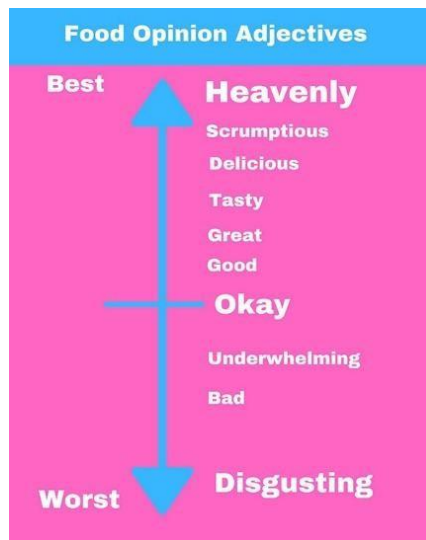 Food Opinion Adjectives
Best
Heavenly
Scrumptious
Delicious
Tasty
Great
Good
Okay
Underwhelming
Bad
Disgusting
Worst